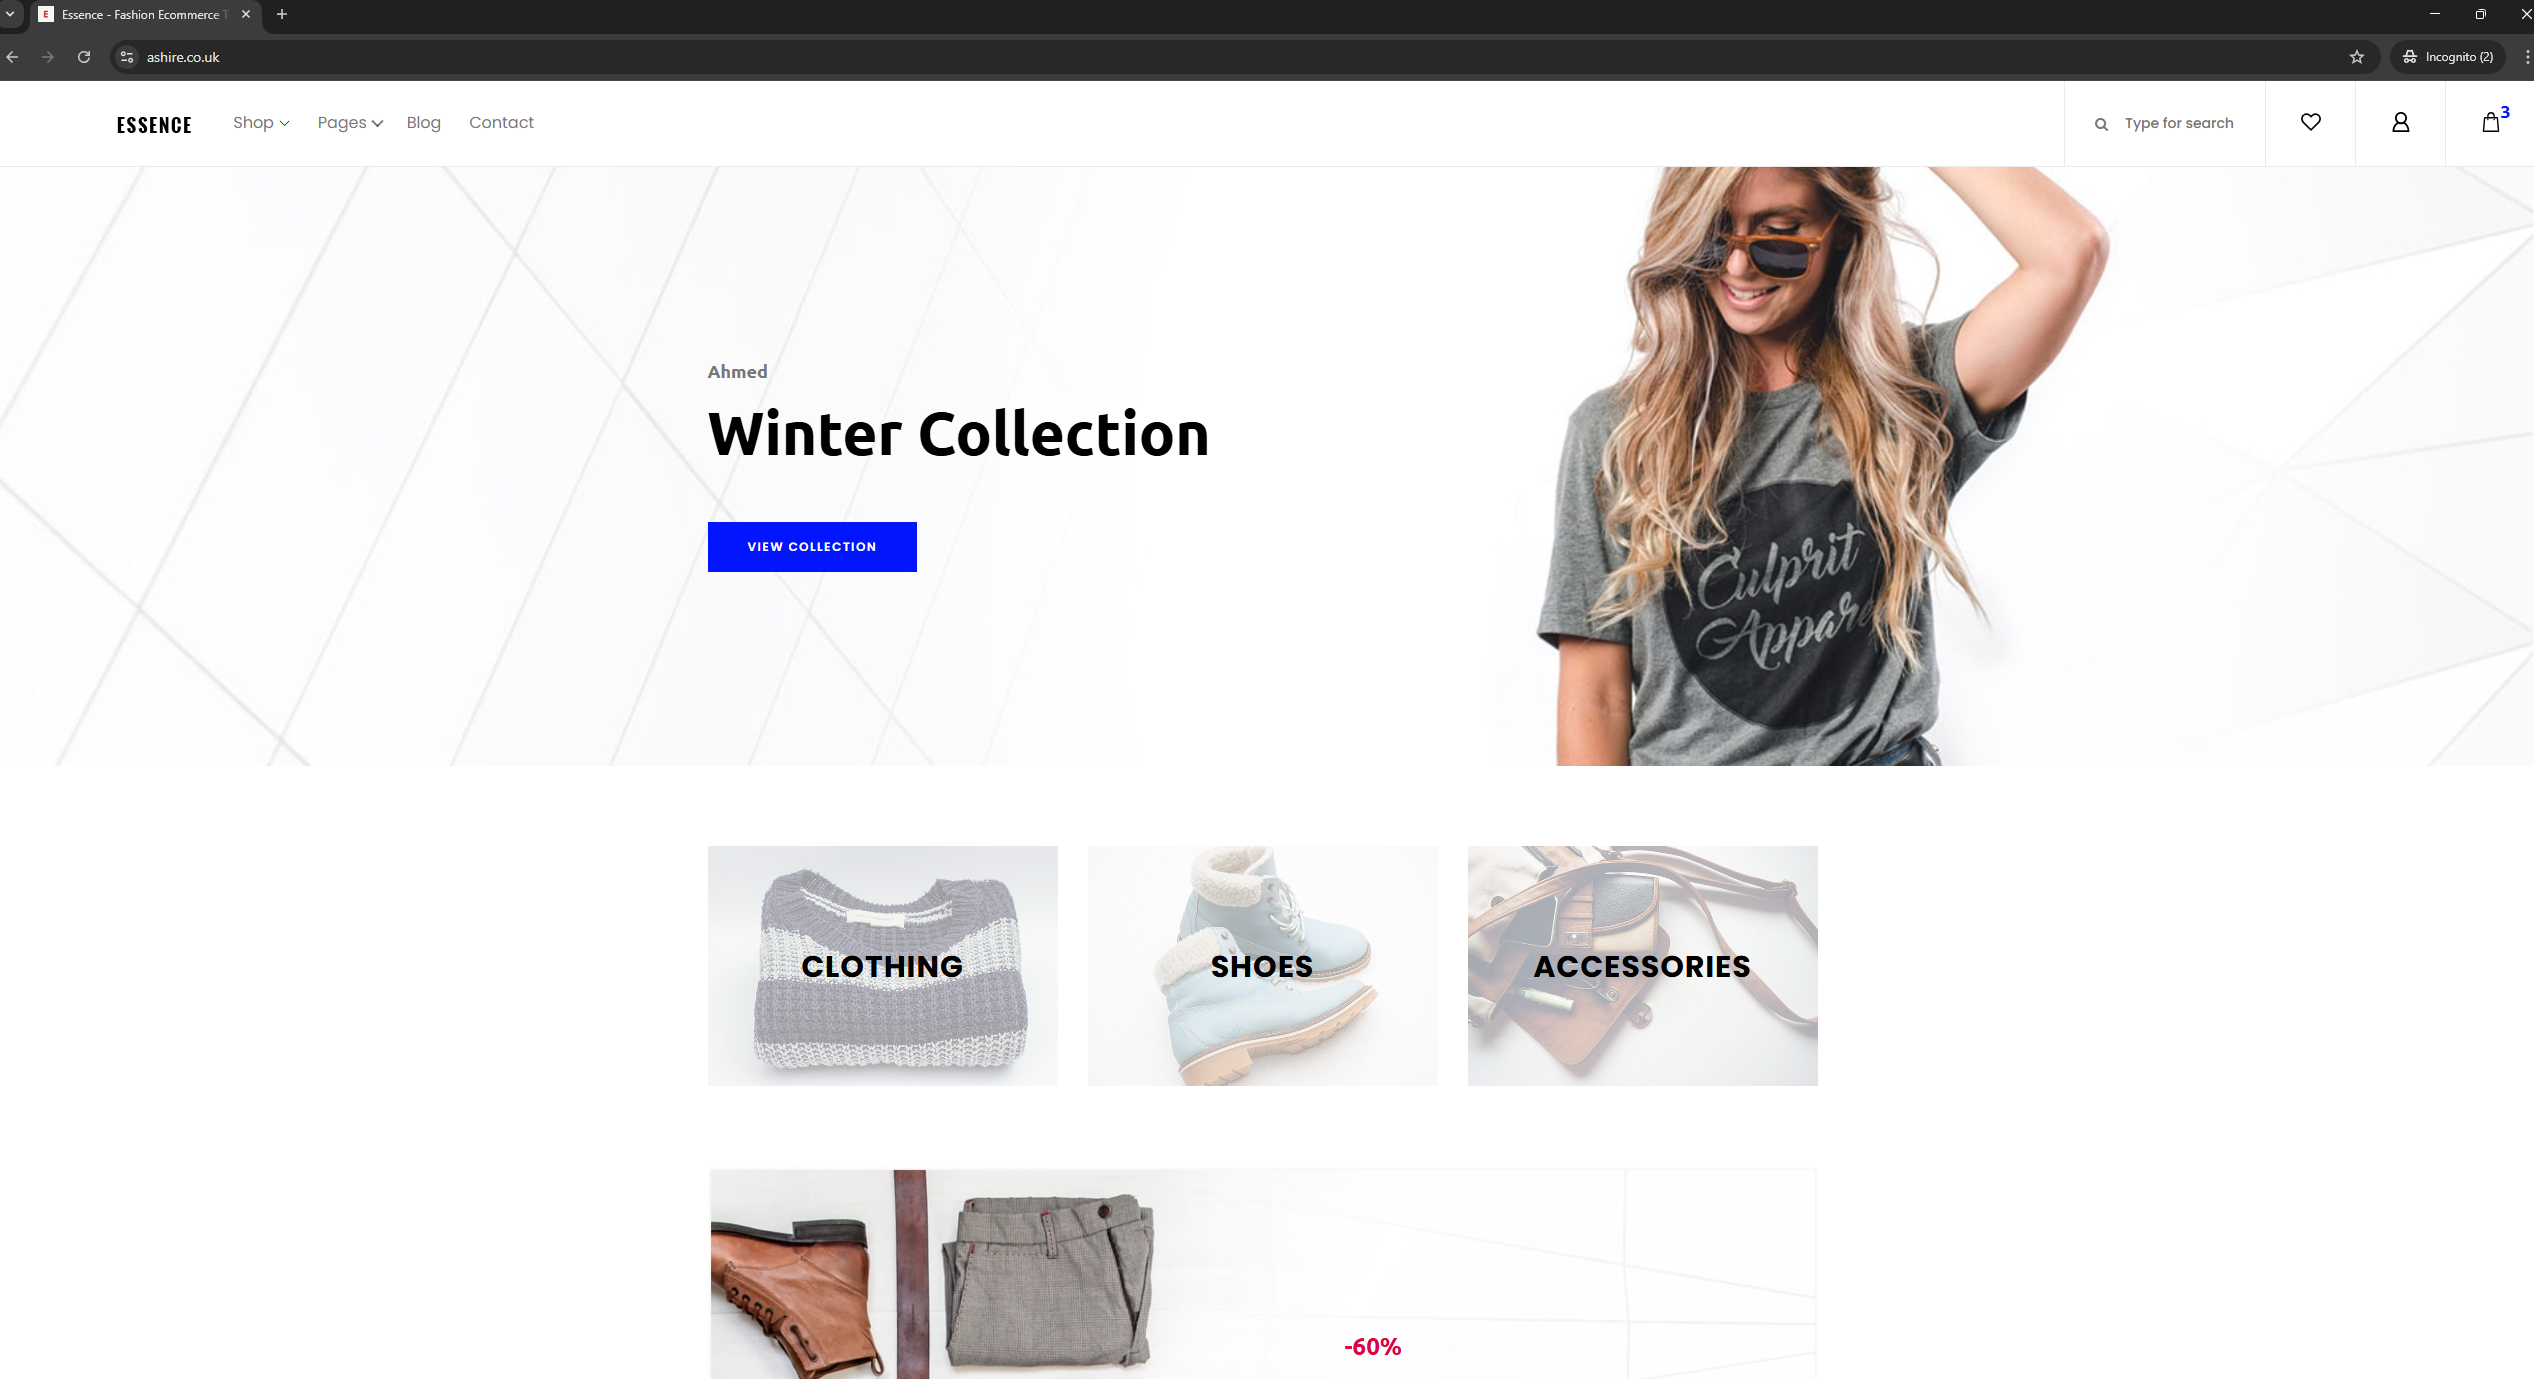 Essence - Fashion Ecommerce
ashire.co.uk
Incognito (2)
ESSENCE
Shop
Pages
Blog
Contact
Type for search
3
Ahmed
Winter Collection
VIEW COLLECTION
Culprit
Appare
CLOTHING
SHOES
ACCESSORIES
-60%